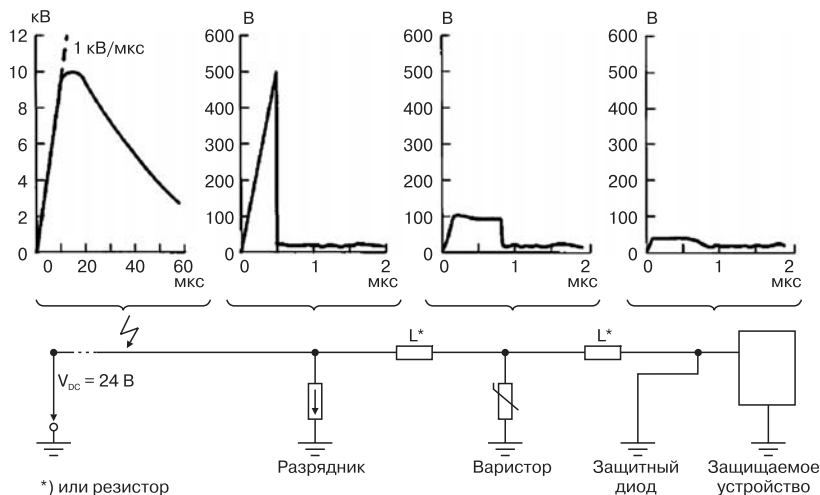 кВ
12
10
8
6
4
2
0
1 кВ/мкс
0 20 40 60
мкс
В
600
500
400
300
200
100
0
0 1 2
мкс
В
600
500
400
300
200
100
0
0 1 2
мкс
В
600
500
400
300
200
100
0
0 1 2
мкс
L*
L*
V_DC = 24 В
Разрядник
Варистор
Защитный
диод
Защищаемое
устройство
*) или резистор